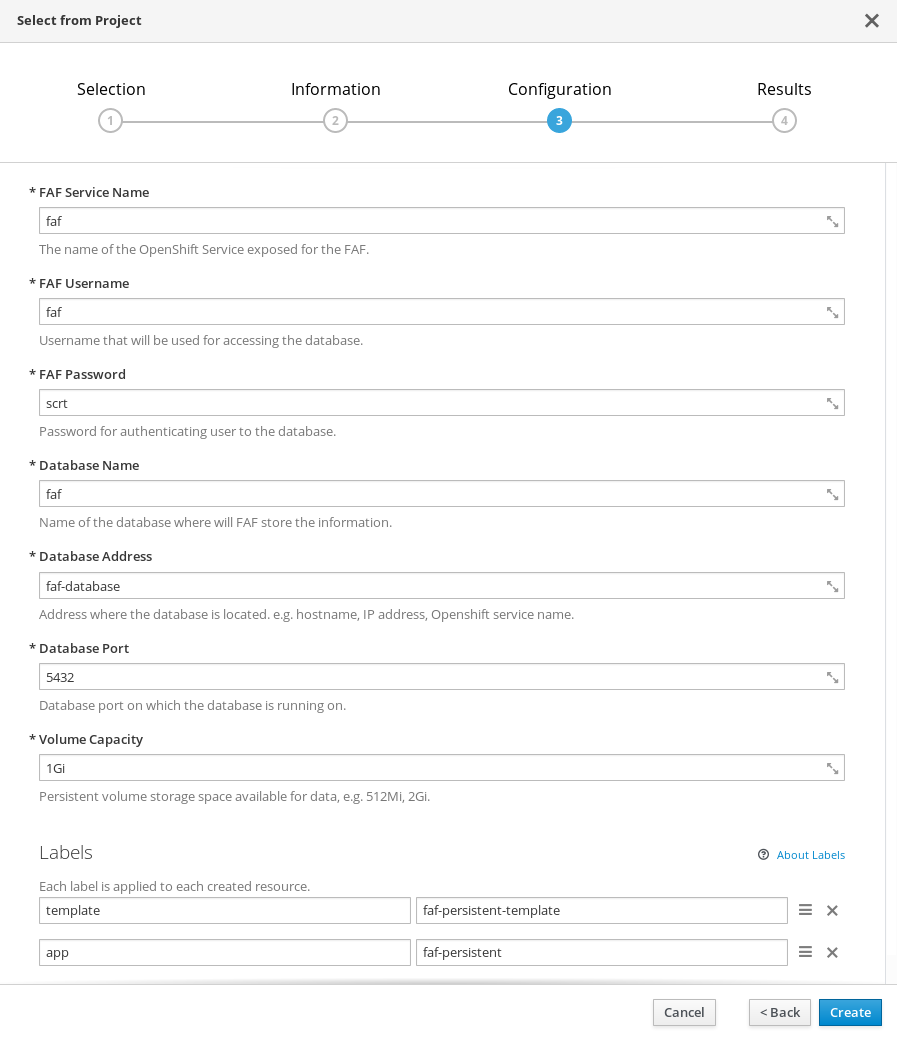 Select from Project
Selection Information Configuration Results
1 2 3 4
* FAF Service Name
faf
The name of the OpenShift Service exposed for the FAF.
* FAF Username
faf
Username that will be used for accessing the database.
* FAF Password
scrt
Password for authenticating user to the database.
* Database Name
faf
Name of the database where will FAF store the information.
* Database Address
faf-database
Address where the database is located. e.g. hostname, IP address, Openshift service name.
* Database Port
5432
Database port on which the database is running on.
* Volume Capacity
1Gi
Persistent volume storage space available for data, e.g. 512Mi, 2Gi.
Labels About Labels
Each label is applied to each created resource.
template faf-persistent-template
app faf-persistent
Cancel < Back Create